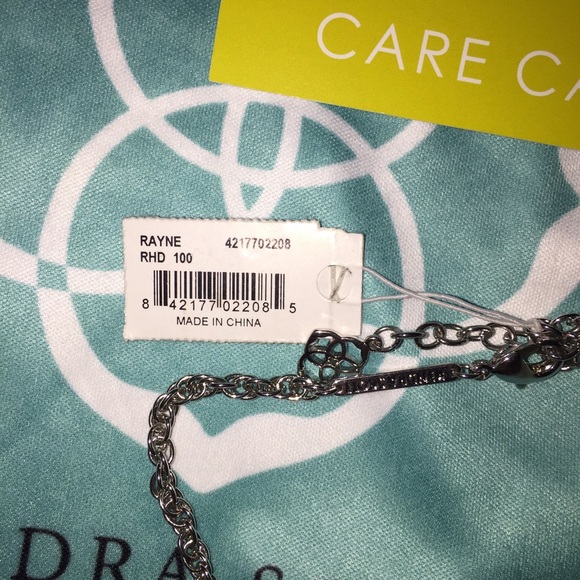 CARE CA
RAYNE 4217702208
RHD 100
8 42177 02208 5
MADE IN CHINA
DRA S